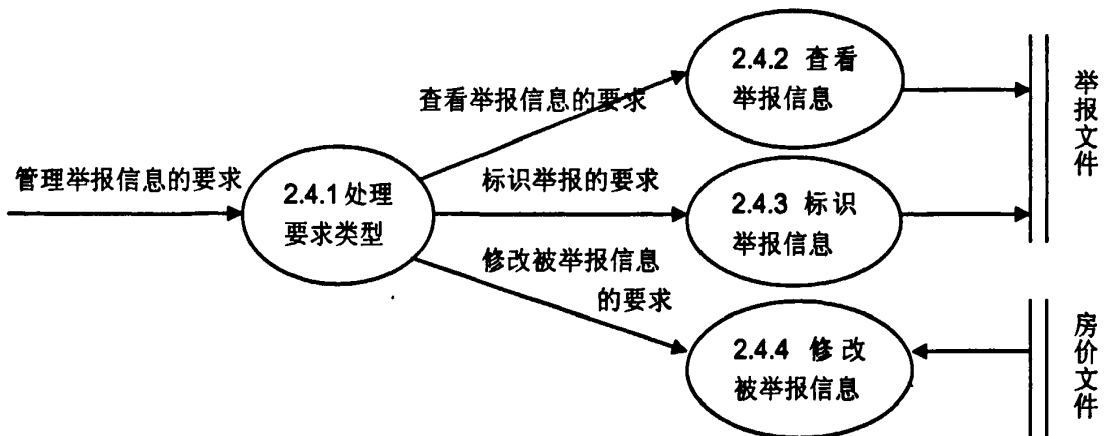 2.4.2 查看
举报信息
查看举报信息的要求
举报文件
管理举报信息的要求
2.4.1处理
要求类型
标识举报的要求
2.4.3 标识
举报信息
修改被举报信息
的要求
2.4.4 修改
被举报信息
房价文件